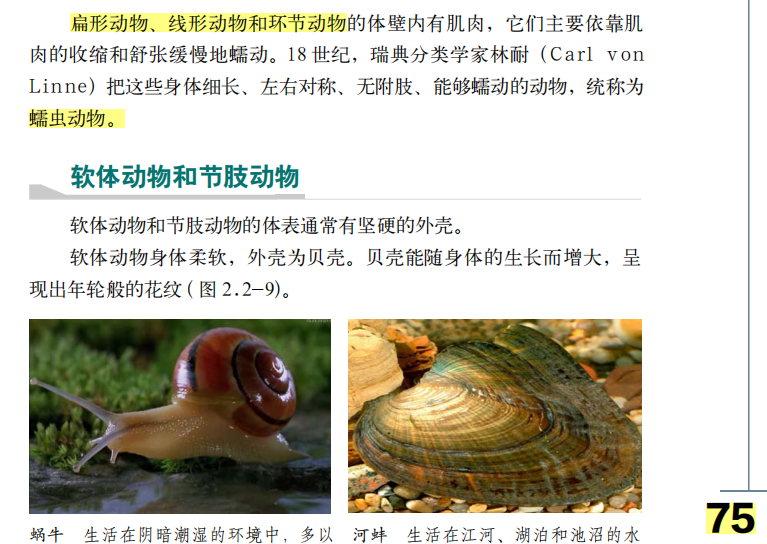 扁形动物、线形动物和环节动物的体壁内有肌肉，它们主要依靠肌
肉的收缩和舒张缓慢地蠕动。18世纪，瑞典分类学家林耐（Carl von
Linne）把这些身体细长、左右对称、无附肢、能够蠕动的动物，统称为
蠕虫动物。
软体动物和节肢动物
软体动物和节肢动物的体表通常有坚硬的外壳。
软体动物身体柔软，外壳为贝壳。贝壳能随身体的生长而增大，呈
现出年轮般的花纹(图2.2-9)。
蜗牛 生活在阴暗潮湿的环境中，多以
河蚌 生活在江河、湖泊和池沼的水
75